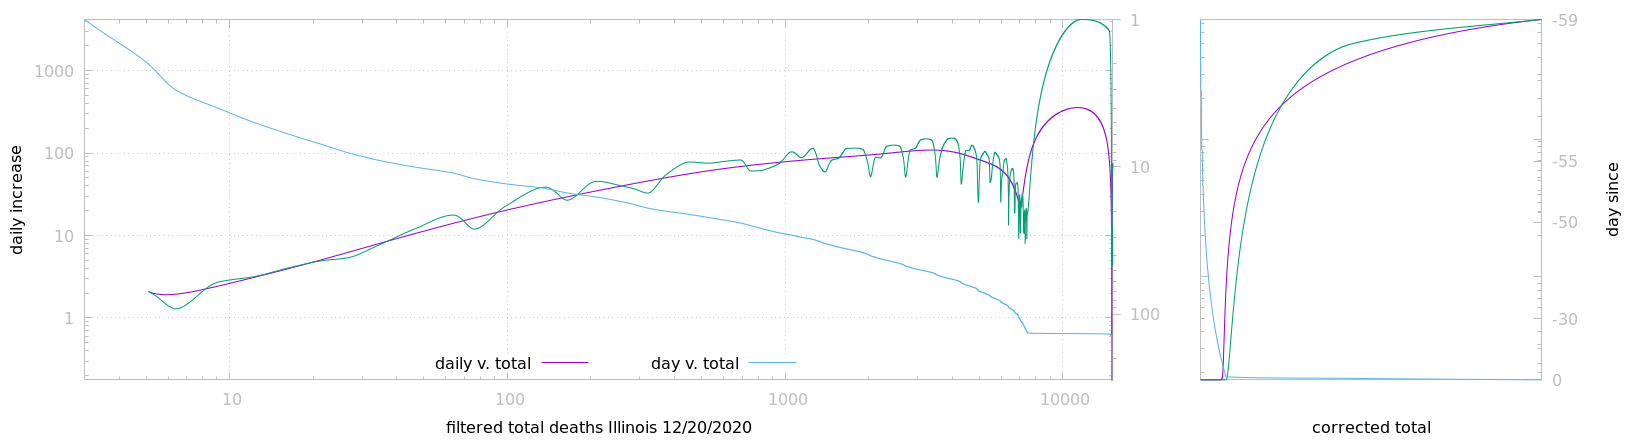 1000
100
10
1
daily increase
10
100
1000
10000
filtered total deaths Illinois 12/20/2020
daily v. total
day v. total
1
10
100
-59
-55
-50
-30
0
day since
corrected total